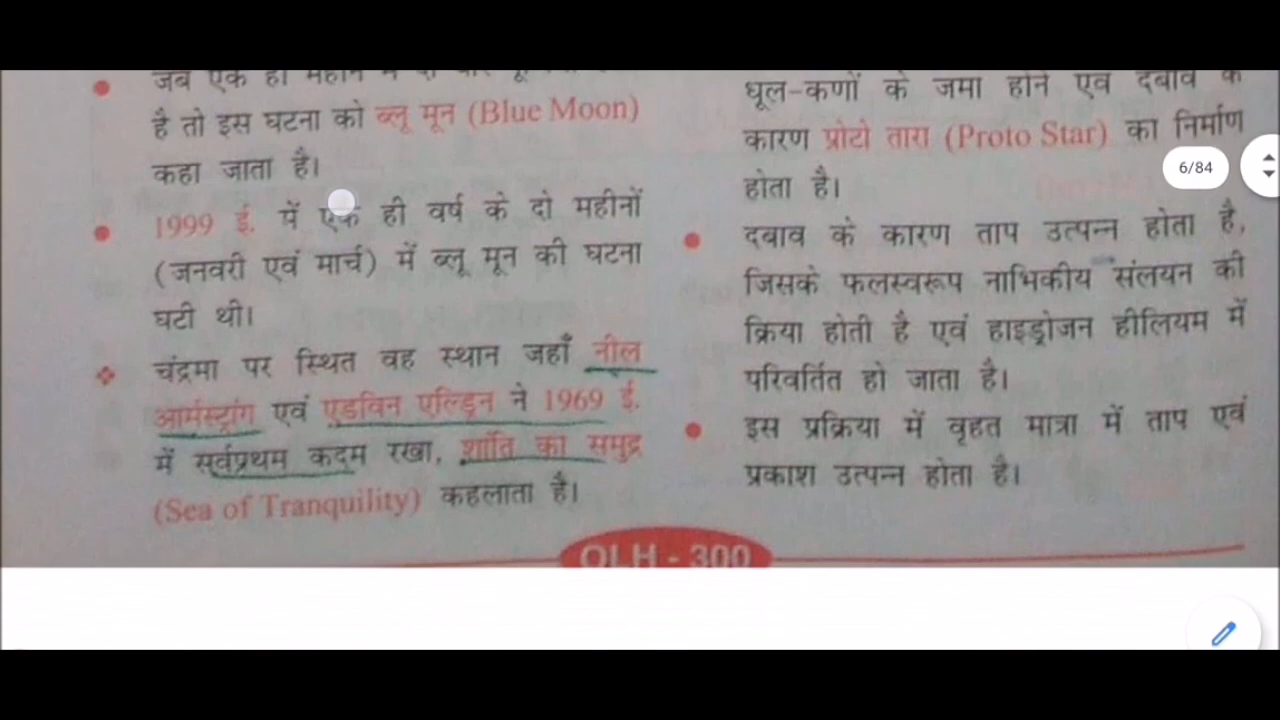 जब एक ही महीने में दो बार
है तो इस घटना को ब्लू मून (Blue Moon)
कहा जाता है।
1999 ई. में एक ही वर्ष के दो महीनों
(जनवरी एवं मार्च) में ब्लू मून की घटना
घटी थी।
चंद्रमा पर स्थित वह स्थान जहाँ नील
आर्मस्ट्रांग एवं एडविन एल्ड्रिन ने 1969 ई.
में सर्वप्रथम कदम रखा, शांति का समुद्र
(Sea of Tranquility) कहलाता है।
धूल-कणों के जमा होने एवं दबाव के
कारण प्रोटो तारा (Proto Star) का निर्माण
होता है।
दबाव के कारण ताप उत्पन्न होता है,
जिसके फलस्वरूप नाभिकीय संलयन की
क्रिया होती है एवं हाइड्रोजन हीलियम में
परिवर्तित हो जाता है।
इस प्रक्रिया में वृहत मात्रा में ताप एवं
प्रकाश उत्पन्न होता है।
6/84
QLH - 300